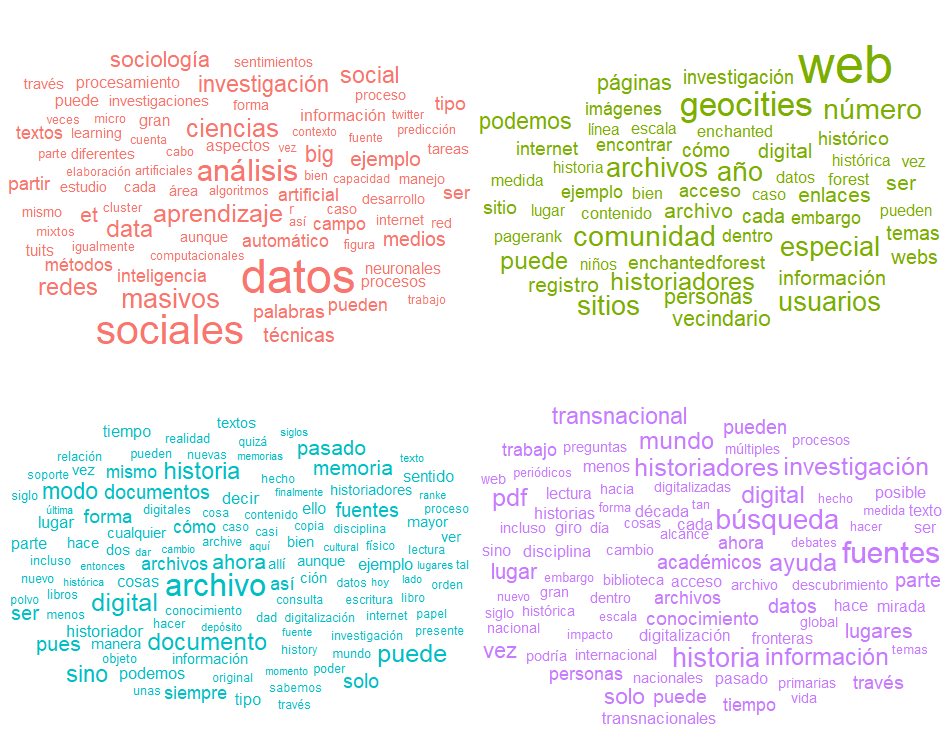 sociología sentimientos
través procesamiento investigación social
puede investigaciones forma proceso
veces micro gran información twitter tipo
textos learning cuenta ciencias contexto fuente predicción
parte diferentes cabo aspectos vez big ejemplo tareas
elaboración artificiales análisis bien capacidad manejo
partir estudio cada área algoritmos artificial desarrollo ser
mismo et cluster aprendizaje r caso internet red
mixtos data aunque así campo
tuits igualmente automático figura medios
métodos computacionales
redes inteligencia datos neuronales
masivos procesos
palabras pueden trabajo
sociales técnicas
web
páginas investigación
imágenes geocities número
podemos línea escala enchanted histórico
internet encontrar cómo digital
historia archivos año histórica vez
medida datos forest ser
ejemplo bien acceso caso enlaces
sitio lugar contenido archivo cada embargo pueden
pagerank comunidad dentro especial temas
puede niños enchantedforest webs
registro historiadores información
sitios personas usuarios
vecindario
textos
tiempo siglos
realidad quizá pasado
relación pueden nuevas memorias texto
soporte vez mismo historia memoria
siglo modo documentos hecho sentido
última decir finalmente historiadores ranke
forma digitales cosa contenido ello fuentes proceso
lugar cualquier cómo caso casi copia disciplina mayor
parte hace archive aquí bien cultural físico ver
incluso dos dar cambio lectura
entonces archivos ahora allí aunque ejemplo lugares tal
nuevo histórica cosas archivo así ción datos hoy lado orden
polvo libros consulta escritura libro
ser menos digital conocimiento dad digitalización internet papel
historiador hacer depósito fuente investigación presente
pues manera documento history mundo puede
objeto información momento poder
sino podemos original sabemos solo
unas siempre tipo través
transnacional
pueden
trabajo preguntas mundo múltiples procesos
web periódicos menos historiadores investigación
pdf lectura hacia digitalizadas digital hecho posible
historias forma década tan medida texto
incluso giro día cosas cada búsqueda hacer ser
alcance debates
sino disciplina cambio ahora fuentes
lugar académicos ayuda
embargo biblioteca acceso archivo descubrimiento parte
nuevo gran dentro archivos
siglo histórica conocimiento datos hace mirada
nacional escala global
impacto digitalización fronteras lugares
vez podría internacional historia información temas
personas nacionales pasado primarias través
solo puede vida
transnacionales tiempo